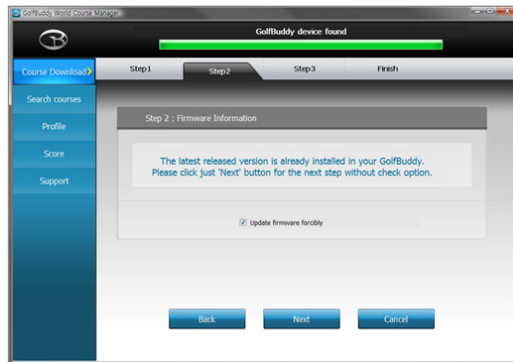 GolfBuddy World Course Manager
GolfBuddy device found
Course Download
Step1
Step2
Step3
Finish
Search courses
Profile
Score
Support
Step 2 : Firmware Information
The latest released version is already installed in your GolfBuddy.
Please click just 'Next' button for the next step without check option.
Update firmware forcibly
Back
Next
Cancel